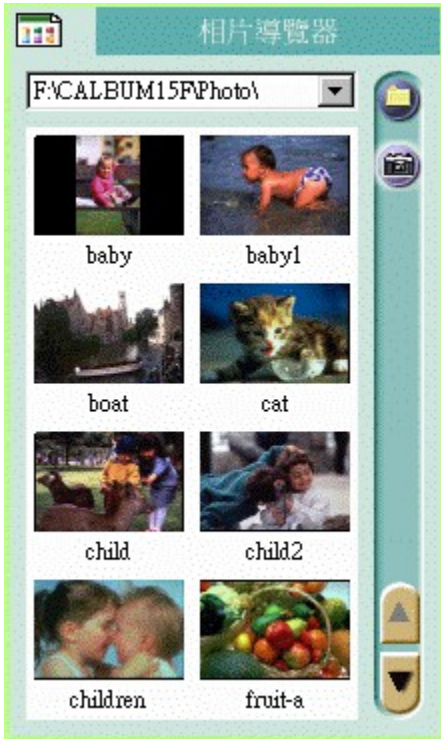 相片導覽器
F:\CALBUM15F\Photo\
baby
baby1
boat
cat
child
child2
children
fruit-a